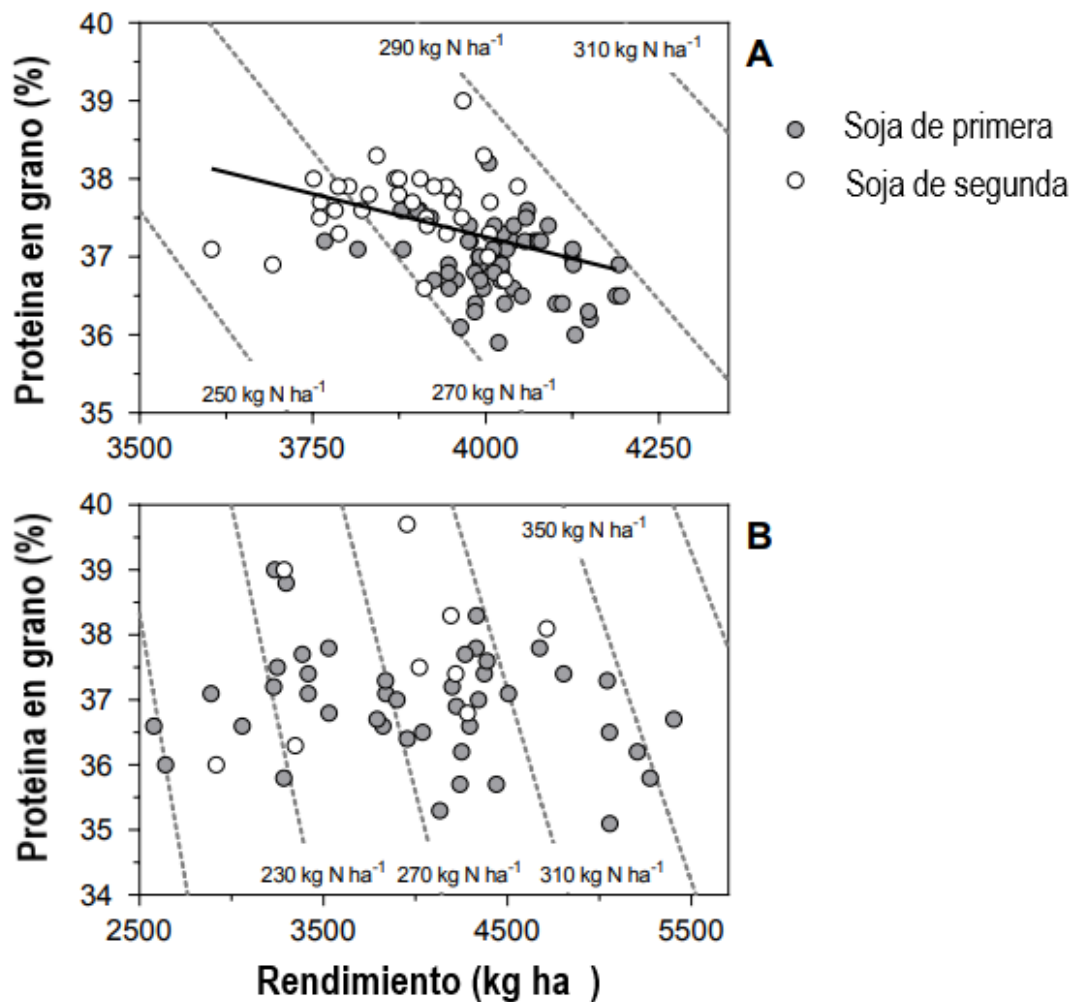 40
39
38
37
36
35
Proteína en grano (%)
290 kg N ha⁻¹
310 kg N ha⁻¹
250 kg N ha⁻¹
270 kg N ha⁻¹
A
Soja de primera
Soja de segunda
3500 3750 4000 4250
40
39
38
37
36
35
34
Proteína en grano (%)
350 kg N ha⁻¹
B
230 kg N ha⁻¹
270 kg N ha⁻¹
310 kg N ha⁻¹
2500 3500 4500 5500
Rendimiento (kg ha )